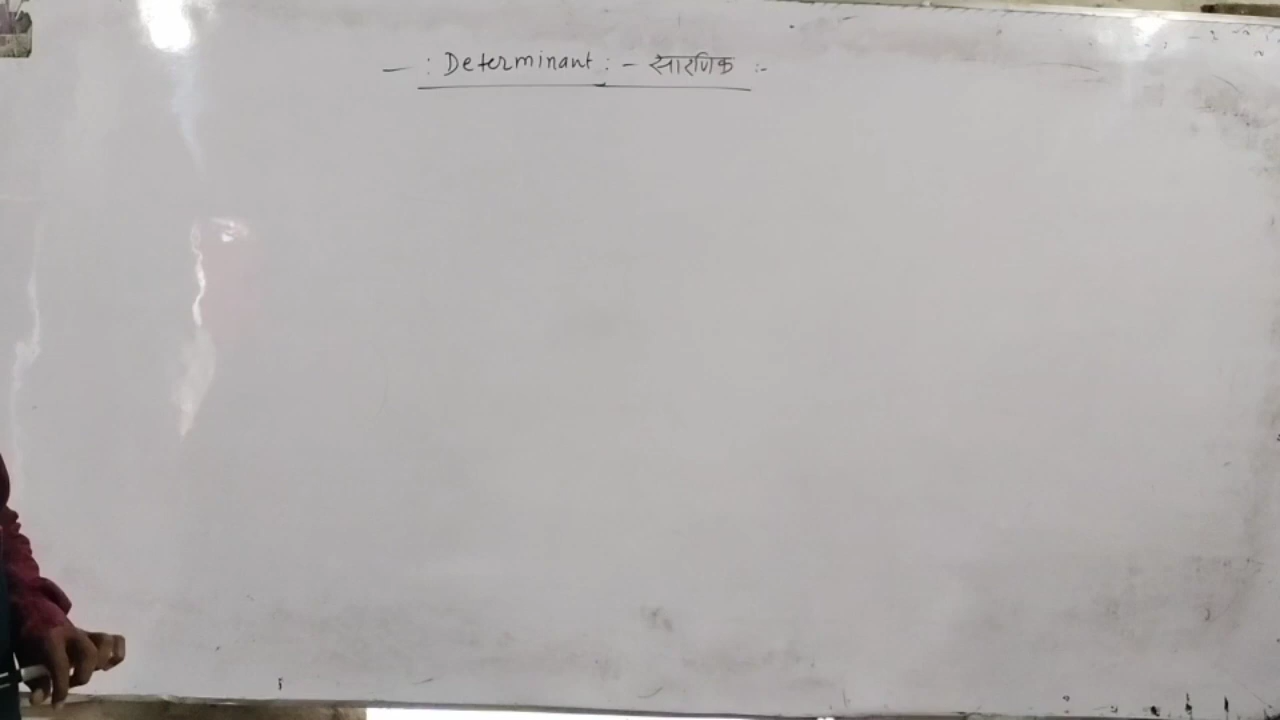 — : Determinant : - सारणिक :-